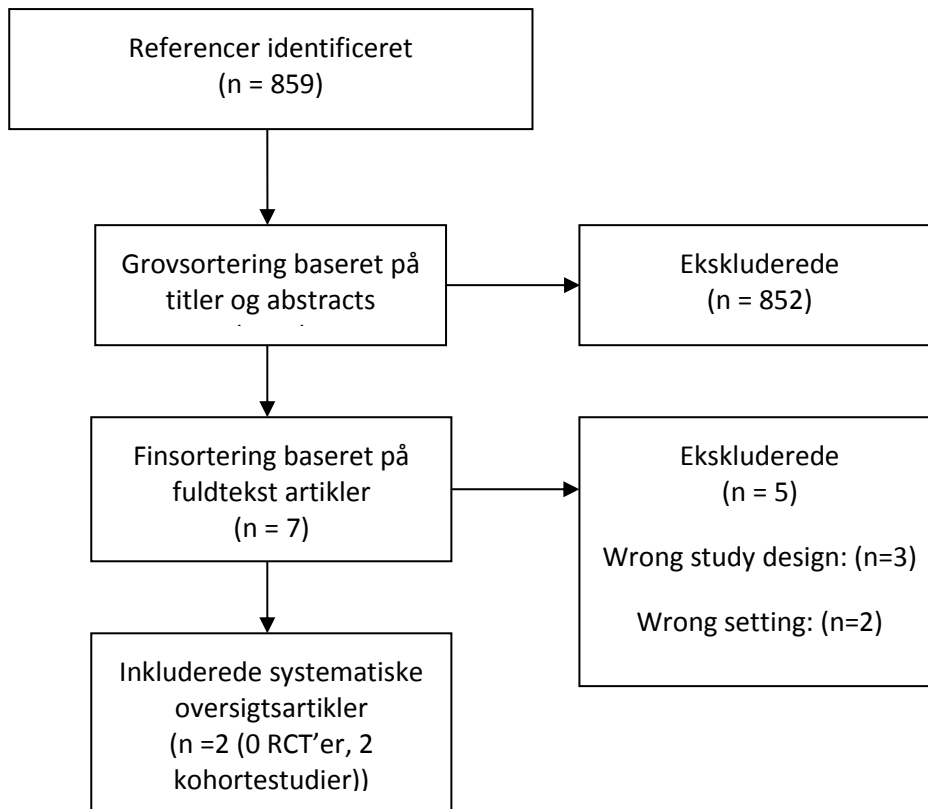 Referencer identificeret
(n = 859)
Grovsortering baseret på
titler og abstracts
Ekskluderede
(n = 852)
Finsortering baseret på
fuldtekst artikler
(n = 7)
Ekskluderede
(n = 5)
Wrong study design: (n=3)
Wrong setting: (n=2)
Inkluderede systematiske
oversigtsartikler
(n =2 (0 RCT’er, 2
kohortestudier))